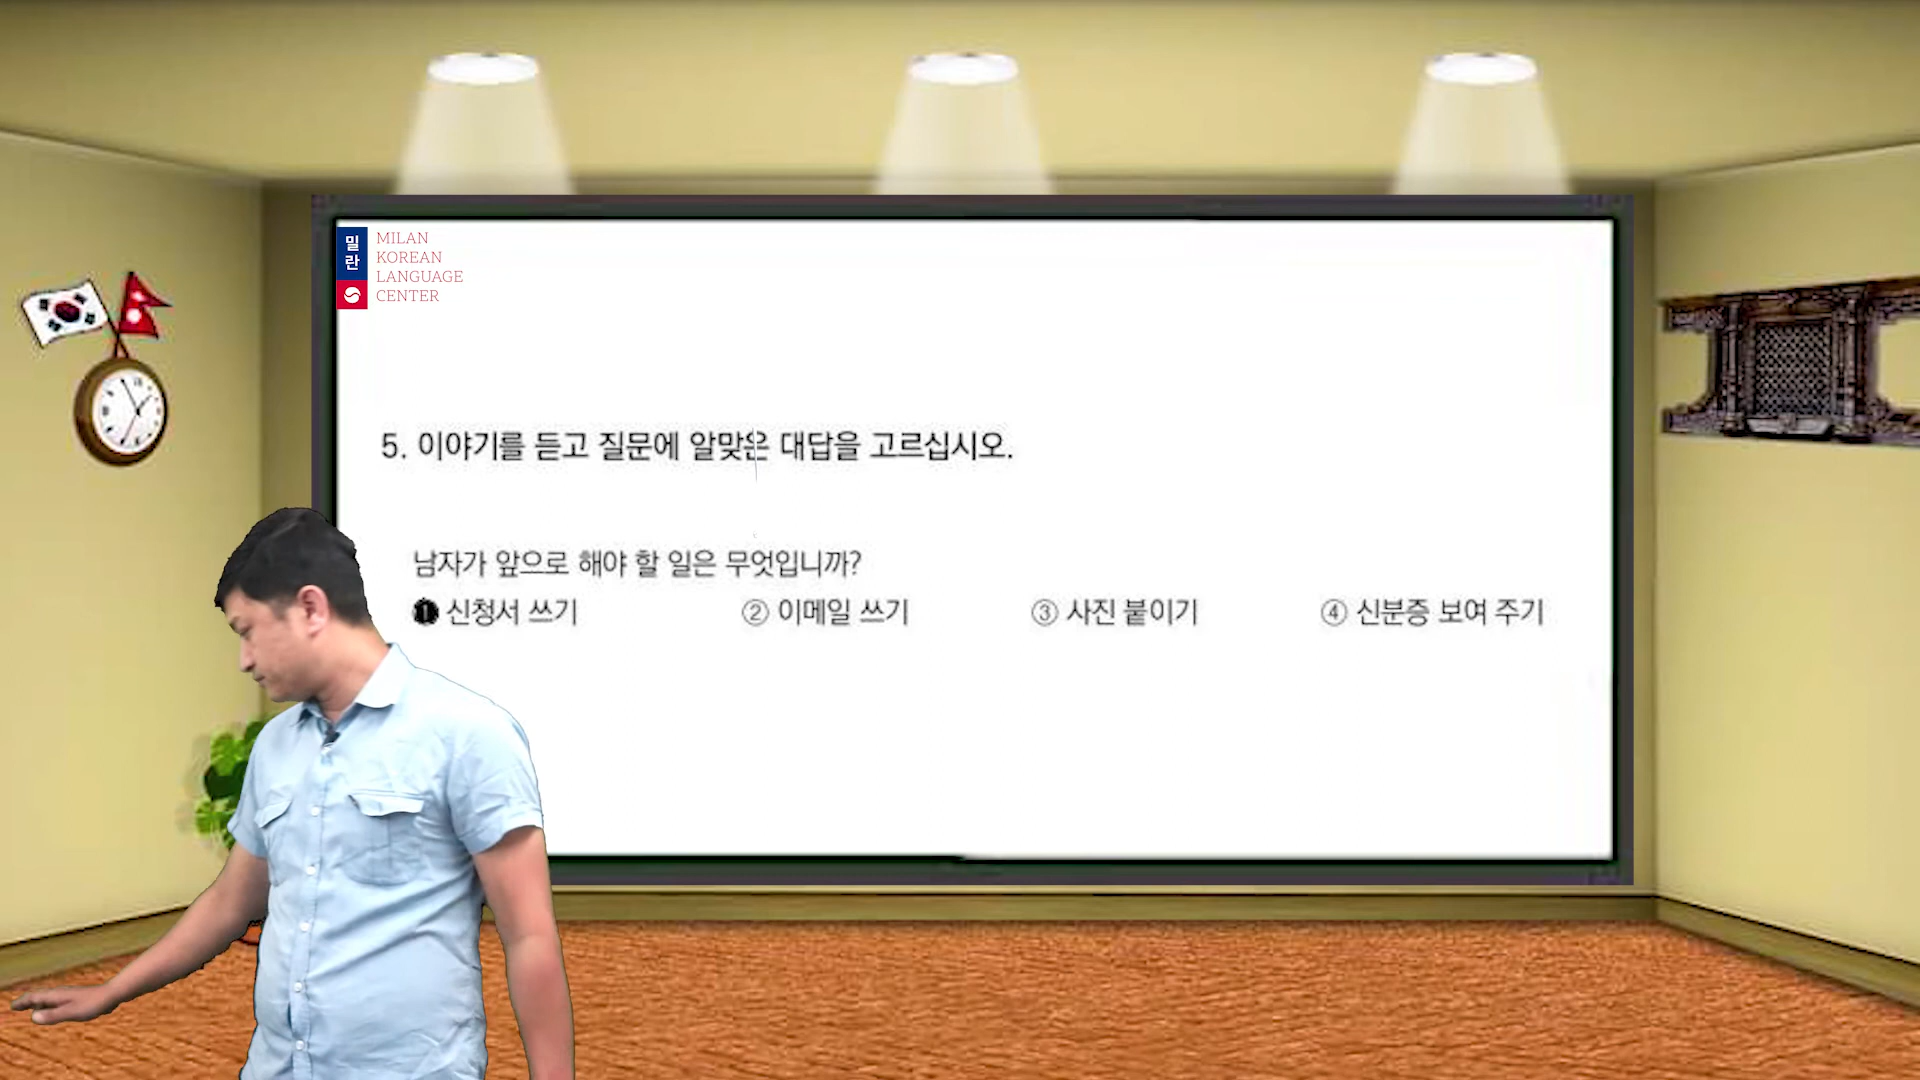 밀란
MILAN
KOREAN
LANGUAGE
CENTER
5. 이야기를 듣고 질문에 알맞은 대답을 고르십시오.
남자가 앞으로 해야 할 일은 무엇입니까?
❶ 신청서 쓰기 ② 이메일 쓰기 ③ 사진 붙이기 ④ 신분증 보여 주기